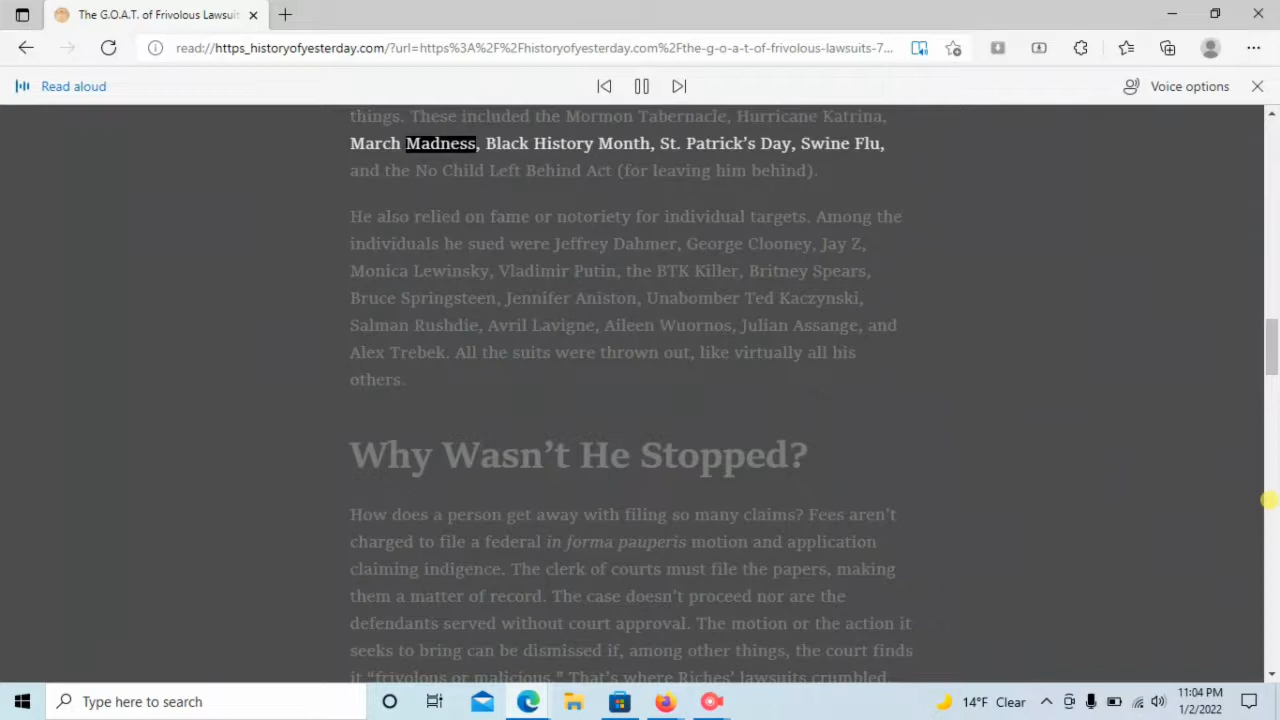 The G.O.A.T. of Frivolous Lawsuit
read://https_historyofyesterday.com/?url=https%3A%2F%2Fhistoryofyesterday.com%2Fthe-g-o-a-t-of-frivolous-lawsuits-7...
Read aloud
Voice options
things. These included the Mormon Tabernacle, Hurricane Katrina,
March Madness, Black History Month, St. Patrick's Day, Swine Flu,
and the No Child Left Behind Act (for leaving him behind).
He also relied on fame or notoriety for individual targets. Among the
individuals he sued were Jeffrey Dahmer, George Clooney, Jay Z,
Monica Lewinsky, Vladimir Putin, the BTK Killer, Britney Spears,
Bruce Springsteen, Jennifer Aniston, Unabomber Ted Kaczynski,
Salman Rushdie, Avril Lavigne, Aileen Wuornos, Julian Assange, and
Alex Trebek. All the suits were thrown out, like virtually all his
others.
Why Wasn't He Stopped?
How does a person get away with filing so many claims? Fees aren't
charged to file a federal in forma pauperis motion and application
claiming indigence. The clerk of courts must file the papers, making
them a matter of record. The case doesn't proceed nor are the
defendants served without court approval. The motion or the action it
seeks to bring can be dismissed if, among other things, the court finds
it "frivolous or malicious." That's where Riches' lawsuits crumbled.
Type here to search
14°F Clear
11:04 PM
1/2/2022